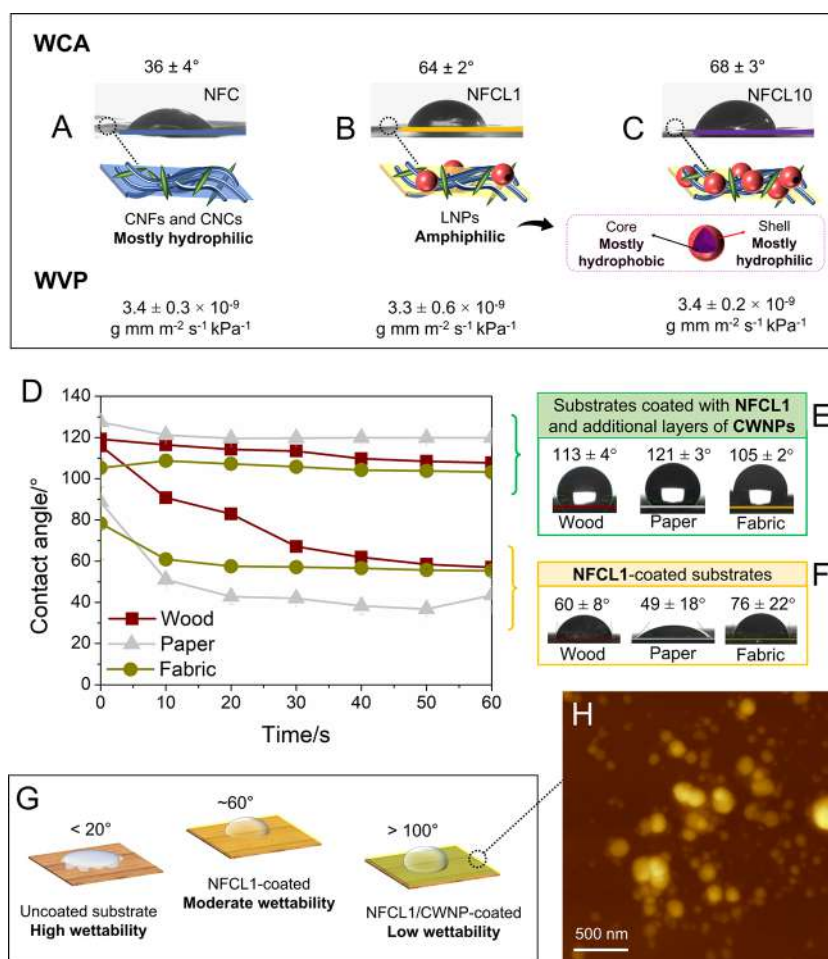 WCA
36 ± 4°
64 ± 2°
68 ± 3°
NFC
NFCL1
NFCL10
A
B
C
CNFs and CNCs
Mostly hydrophilic
LNPs
Amphiphilic
Core
Mostly
hydrophobic
Shell
Mostly
hydrophilic
WVP
3.4 ± 0.3 × 10⁻⁹
g mm m⁻² s⁻¹ kPa⁻¹
3.3 ± 0.6 × 10⁻⁹
g mm m⁻² s⁻¹ kPa⁻¹
3.4 ± 0.2 × 10⁻⁹
g mm m⁻² s⁻¹ kPa⁻¹
D
140
120
100
80
60
40
20
0
Contact angle/°
Wood
Paper
Fabric
0 10 20 30 40 50 60
Time/s
E
Substrates coated with NFCL1
and additional layers of CWNPs
113 ± 4° 121 ± 3° 105 ± 2°
Wood Paper Fabric
F
NFCL1-coated substrates
60 ± 8° 49 ± 18° 76 ± 22°
Wood Paper Fabric
G
< 20°
~60°
> 100°
Uncoated substrate
High wettability
NFCL1-coated
Moderate wettability
NFCL1/CWNP-coated
Low wettability
H
500 nm